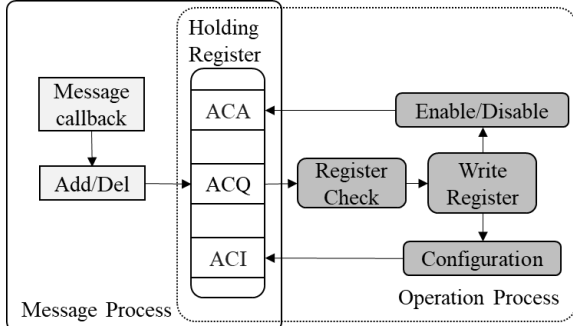 Holding
Register
Message
callback
ACA
Enable/Disable
Add/Del
ACQ
Register
Check
Write
Register
ACI
Configuration
Message Process
Operation Process